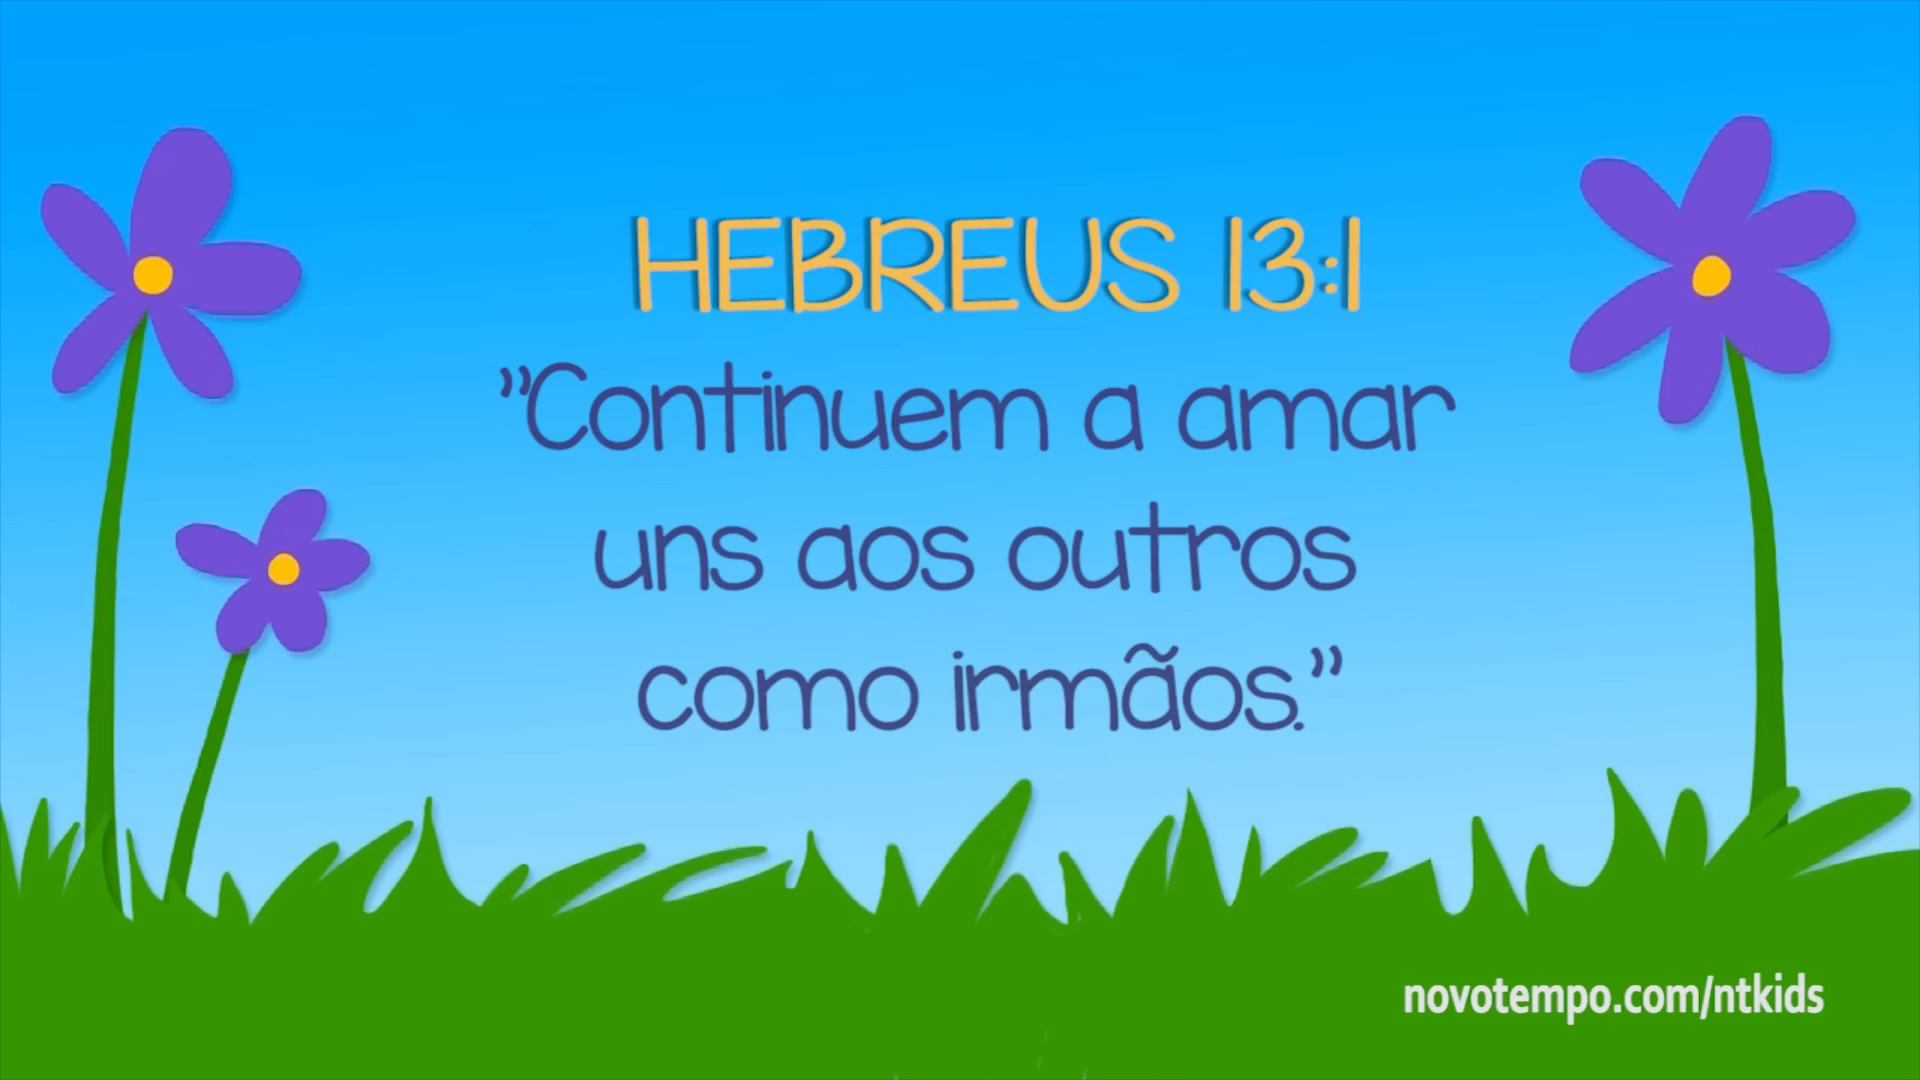 HEBREUS 13:1
”Continuem a amar
uns aos outros
como irmãos.”
novotempo.com/ntkids